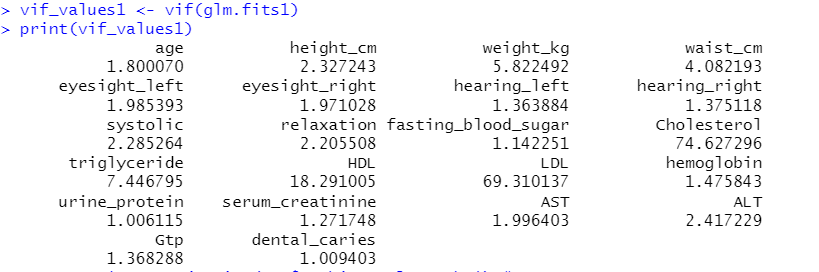 > vif_values1 <- vif(glm.fits1)
> print(vif_values1)
age height_cm weight_kg waist_cm
1.800070 2.327243 5.822492 4.082193
eyesight_left eyesight_right hearing_left hearing_right
1.985393 1.971028 1.363884 1.375118
systolic relaxation fasting_blood_sugar Cholesterol
2.285264 2.205508 1.142251 74.627296
triglyceride HDL LDL hemoglobin
7.446795 18.291005 69.310137 1.475843
urine_protein serum_creatinine AST ALT
1.006115 1.271748 1.996403 2.417229
Gtp dental_caries
1.368288 1.009403